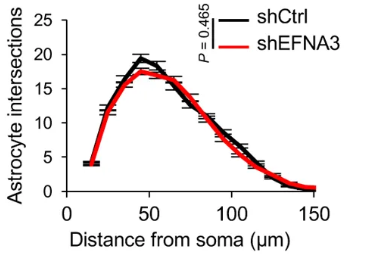 Astrocyte intersections
25
20
15
10
5
0
0 50 100 150
Distance from soma (µm)
P = 0.465
shCtrl
shEFNA3